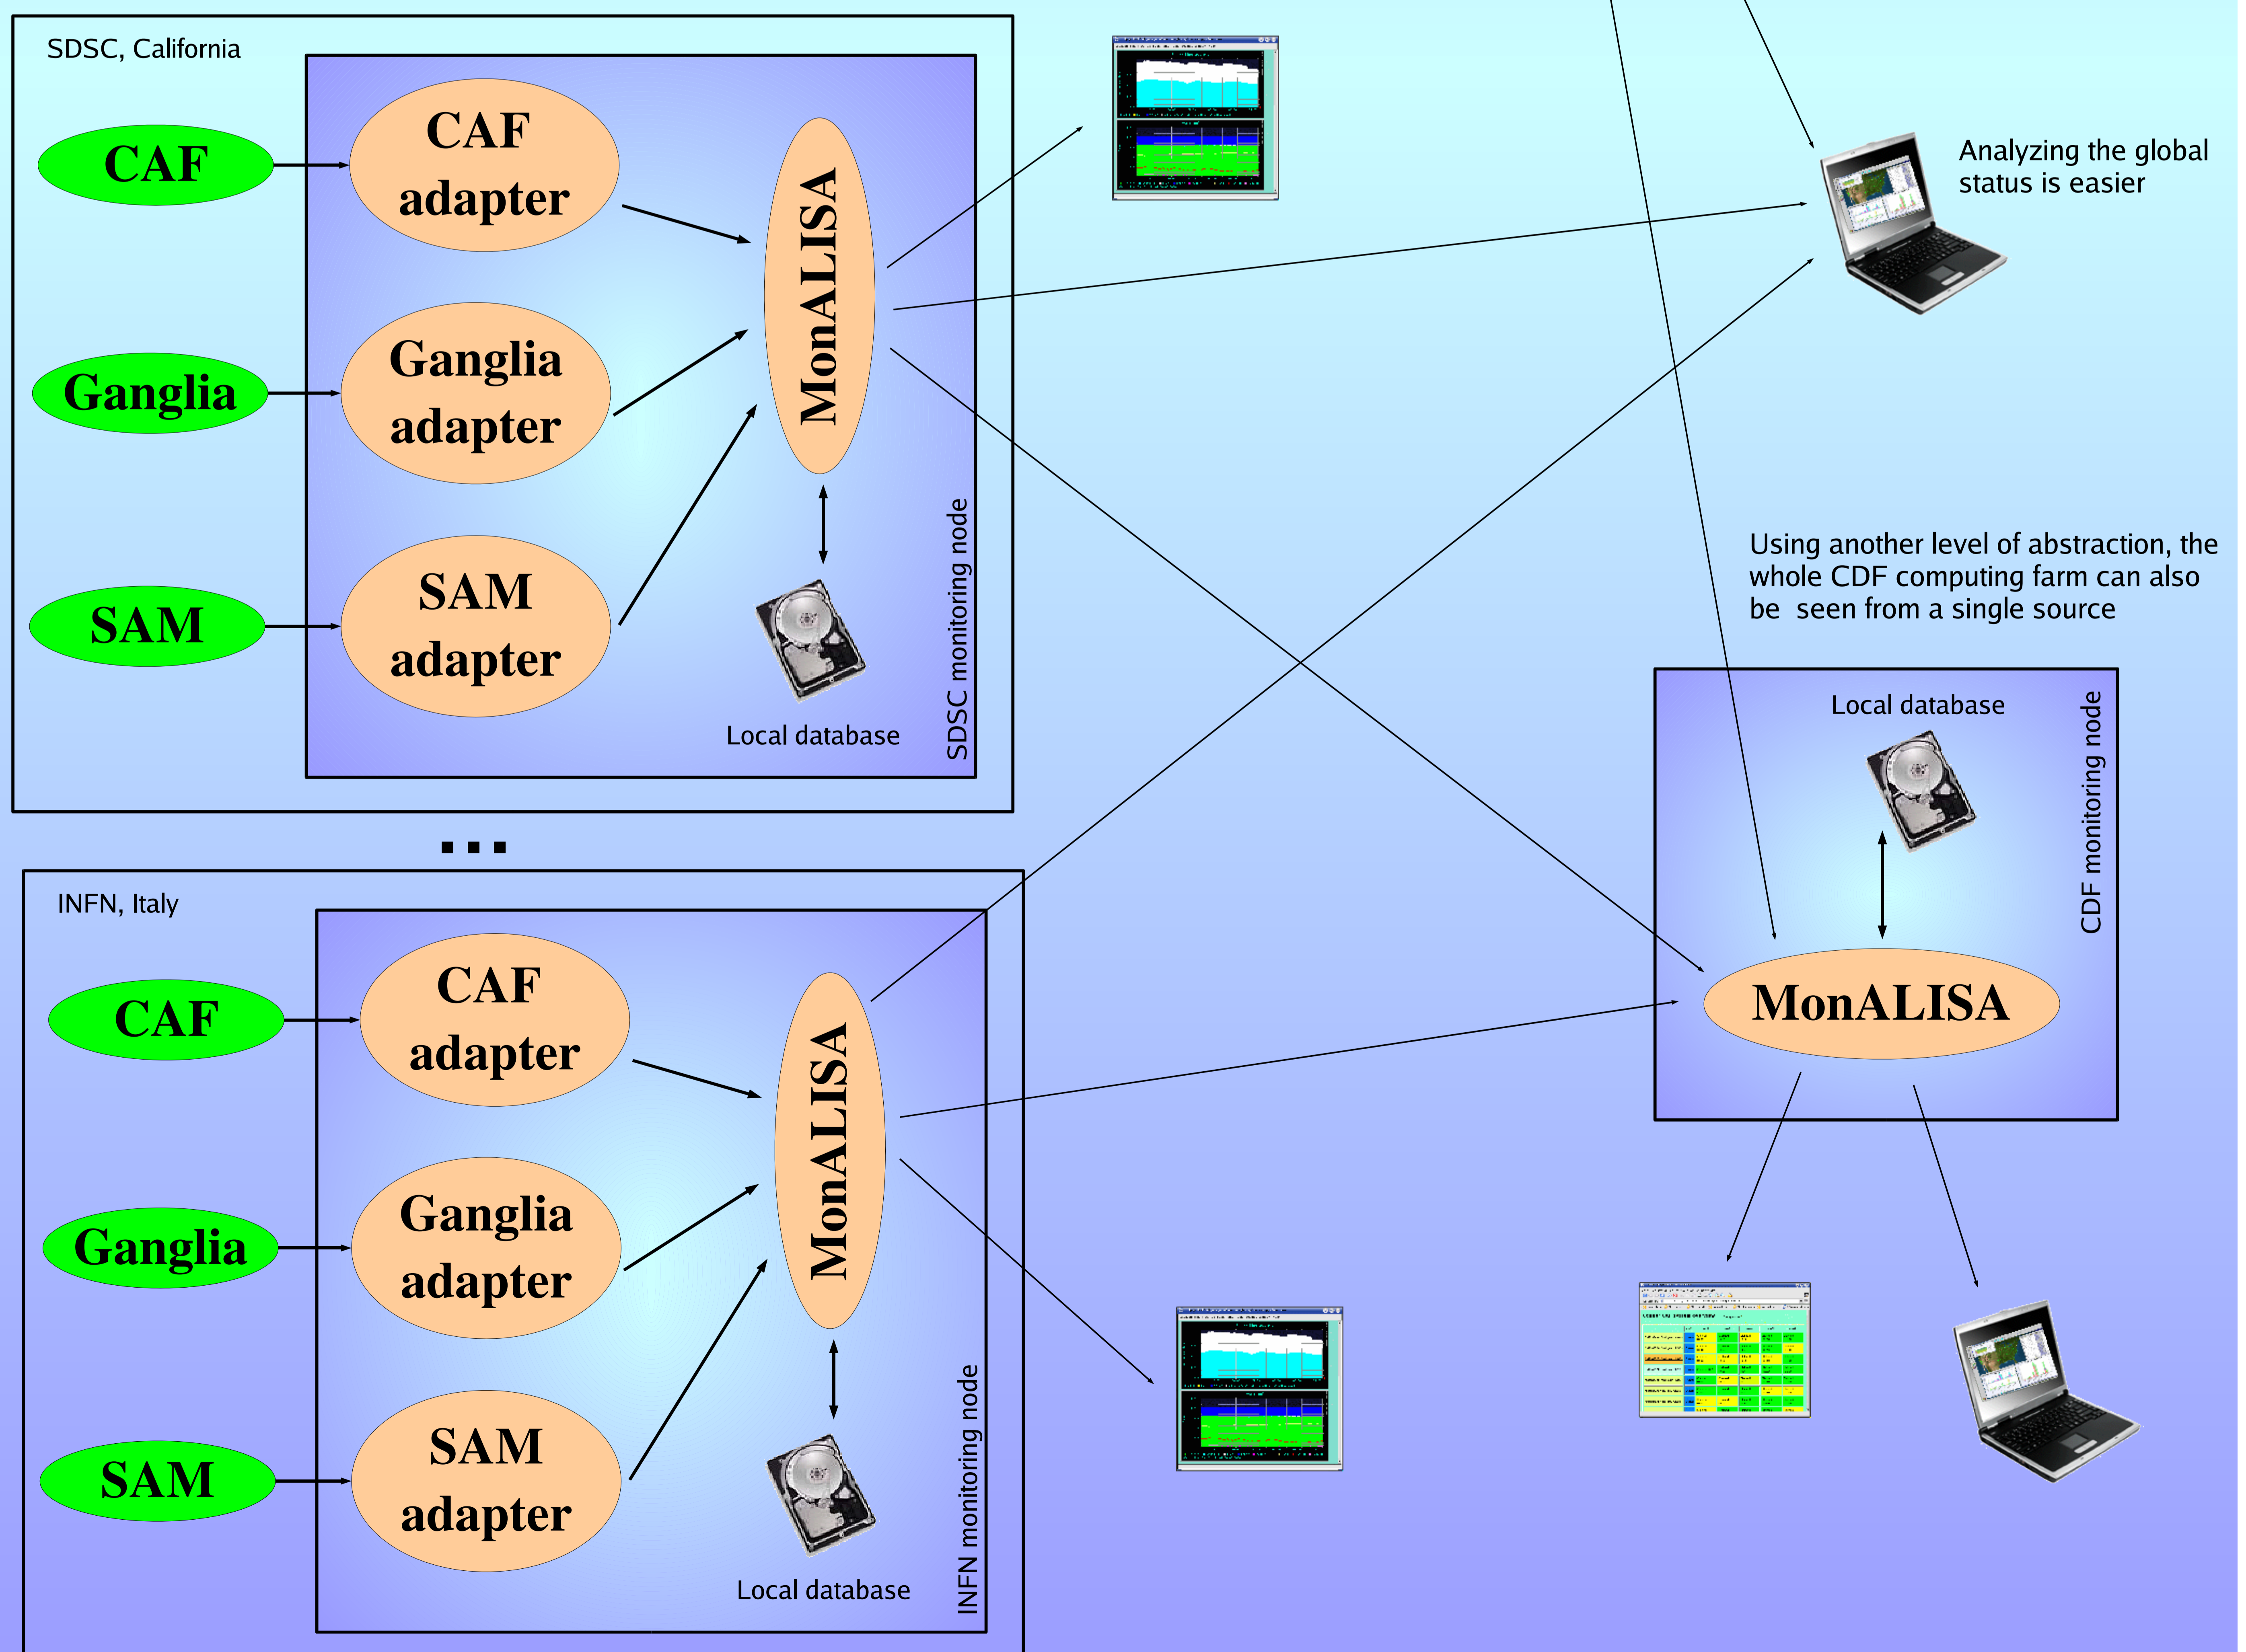 SDSC, California
CAF
CAF
adapter
Ganglia
Ganglia
adapter
SAM
SAM
adapter
MonALISA
Local database
SDSC monitoring node
Analyzing the global
status is easier
Using another level of abstraction, the
whole CDF computing farm can also
be  seen from a single source
Local database
CDF monitoring node
MonALISA
...
INFN, Italy
CAF
CAF
adapter
Ganglia
Ganglia
adapter
SAM
SAM
adapter
MonALISA
Local database
INFN monitoring node